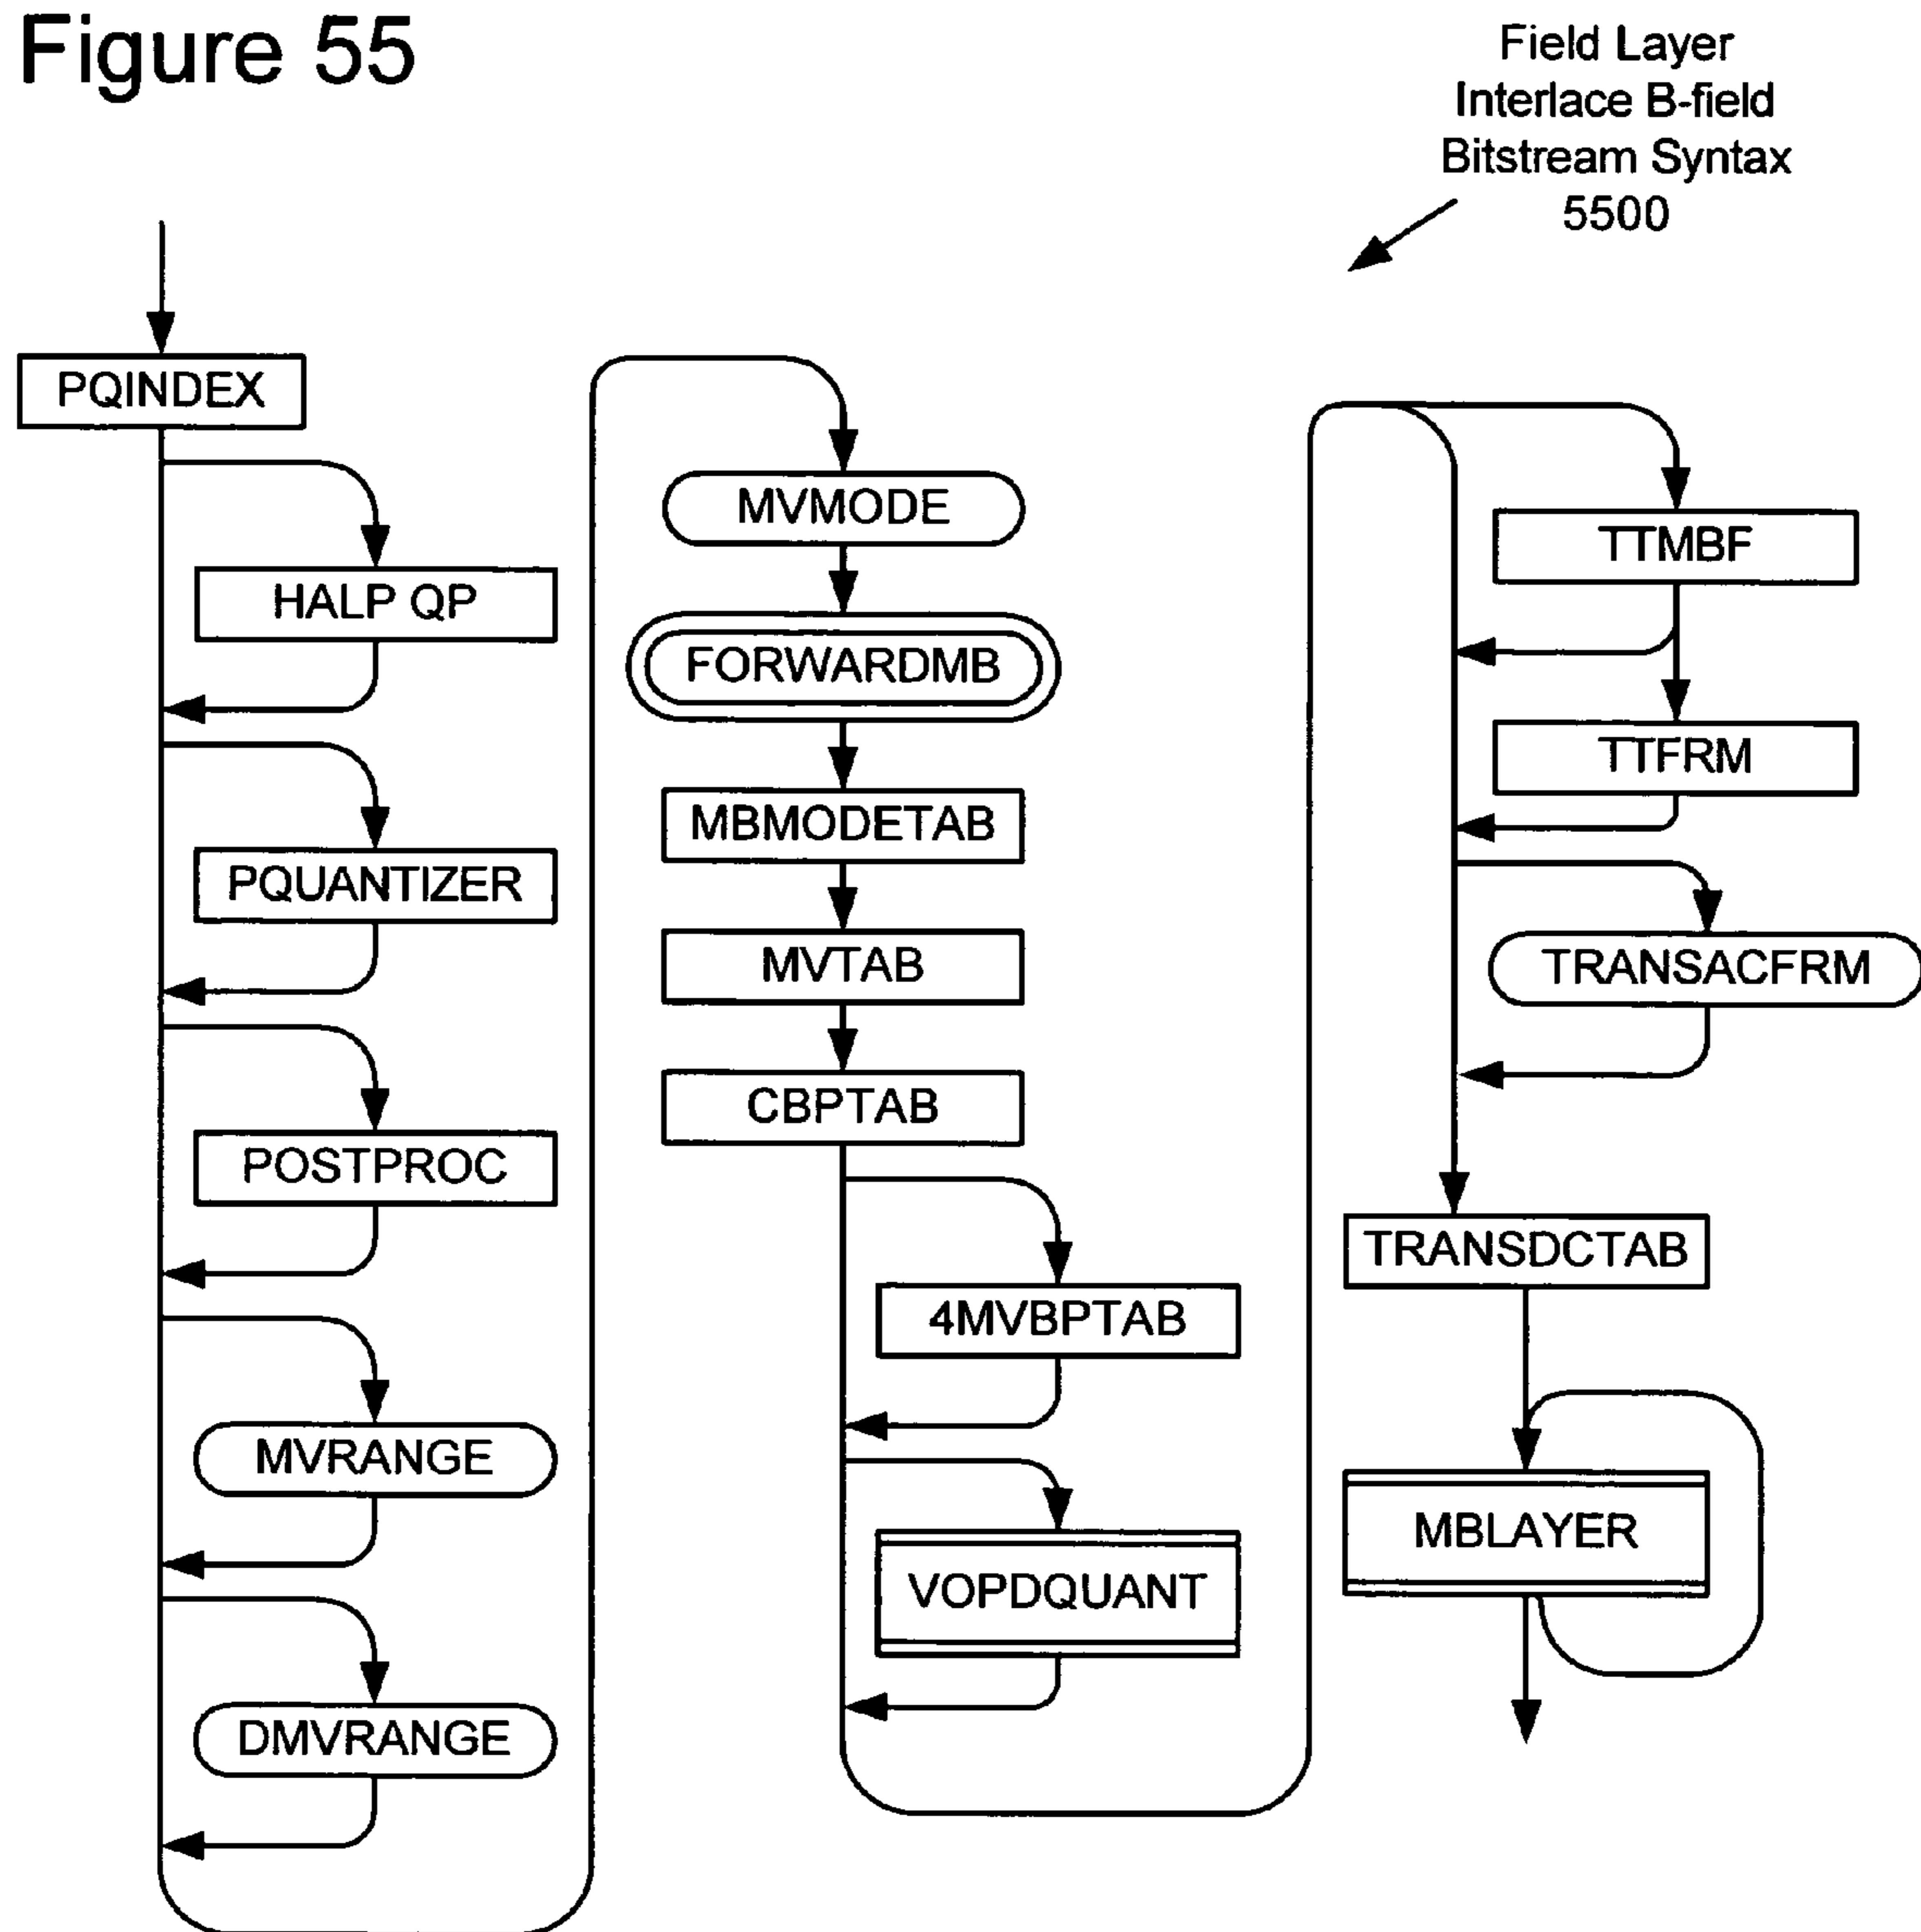 Figure 55
Field Layer
Interlace B-field
Bitstream Syntax
5500
PQINDEX
HALP QP
PQUANTIZER
POSTPROC
MVRANGE
DMVRANGE
MVMODE
FORWARDMB
MBMODETAB
MVTAB
CBPTAB
4MVBPTAB
VOPDQUANT
TTMBF
TTFRM
TRANSACFRM
TRANSDCTAB
MBLAYER